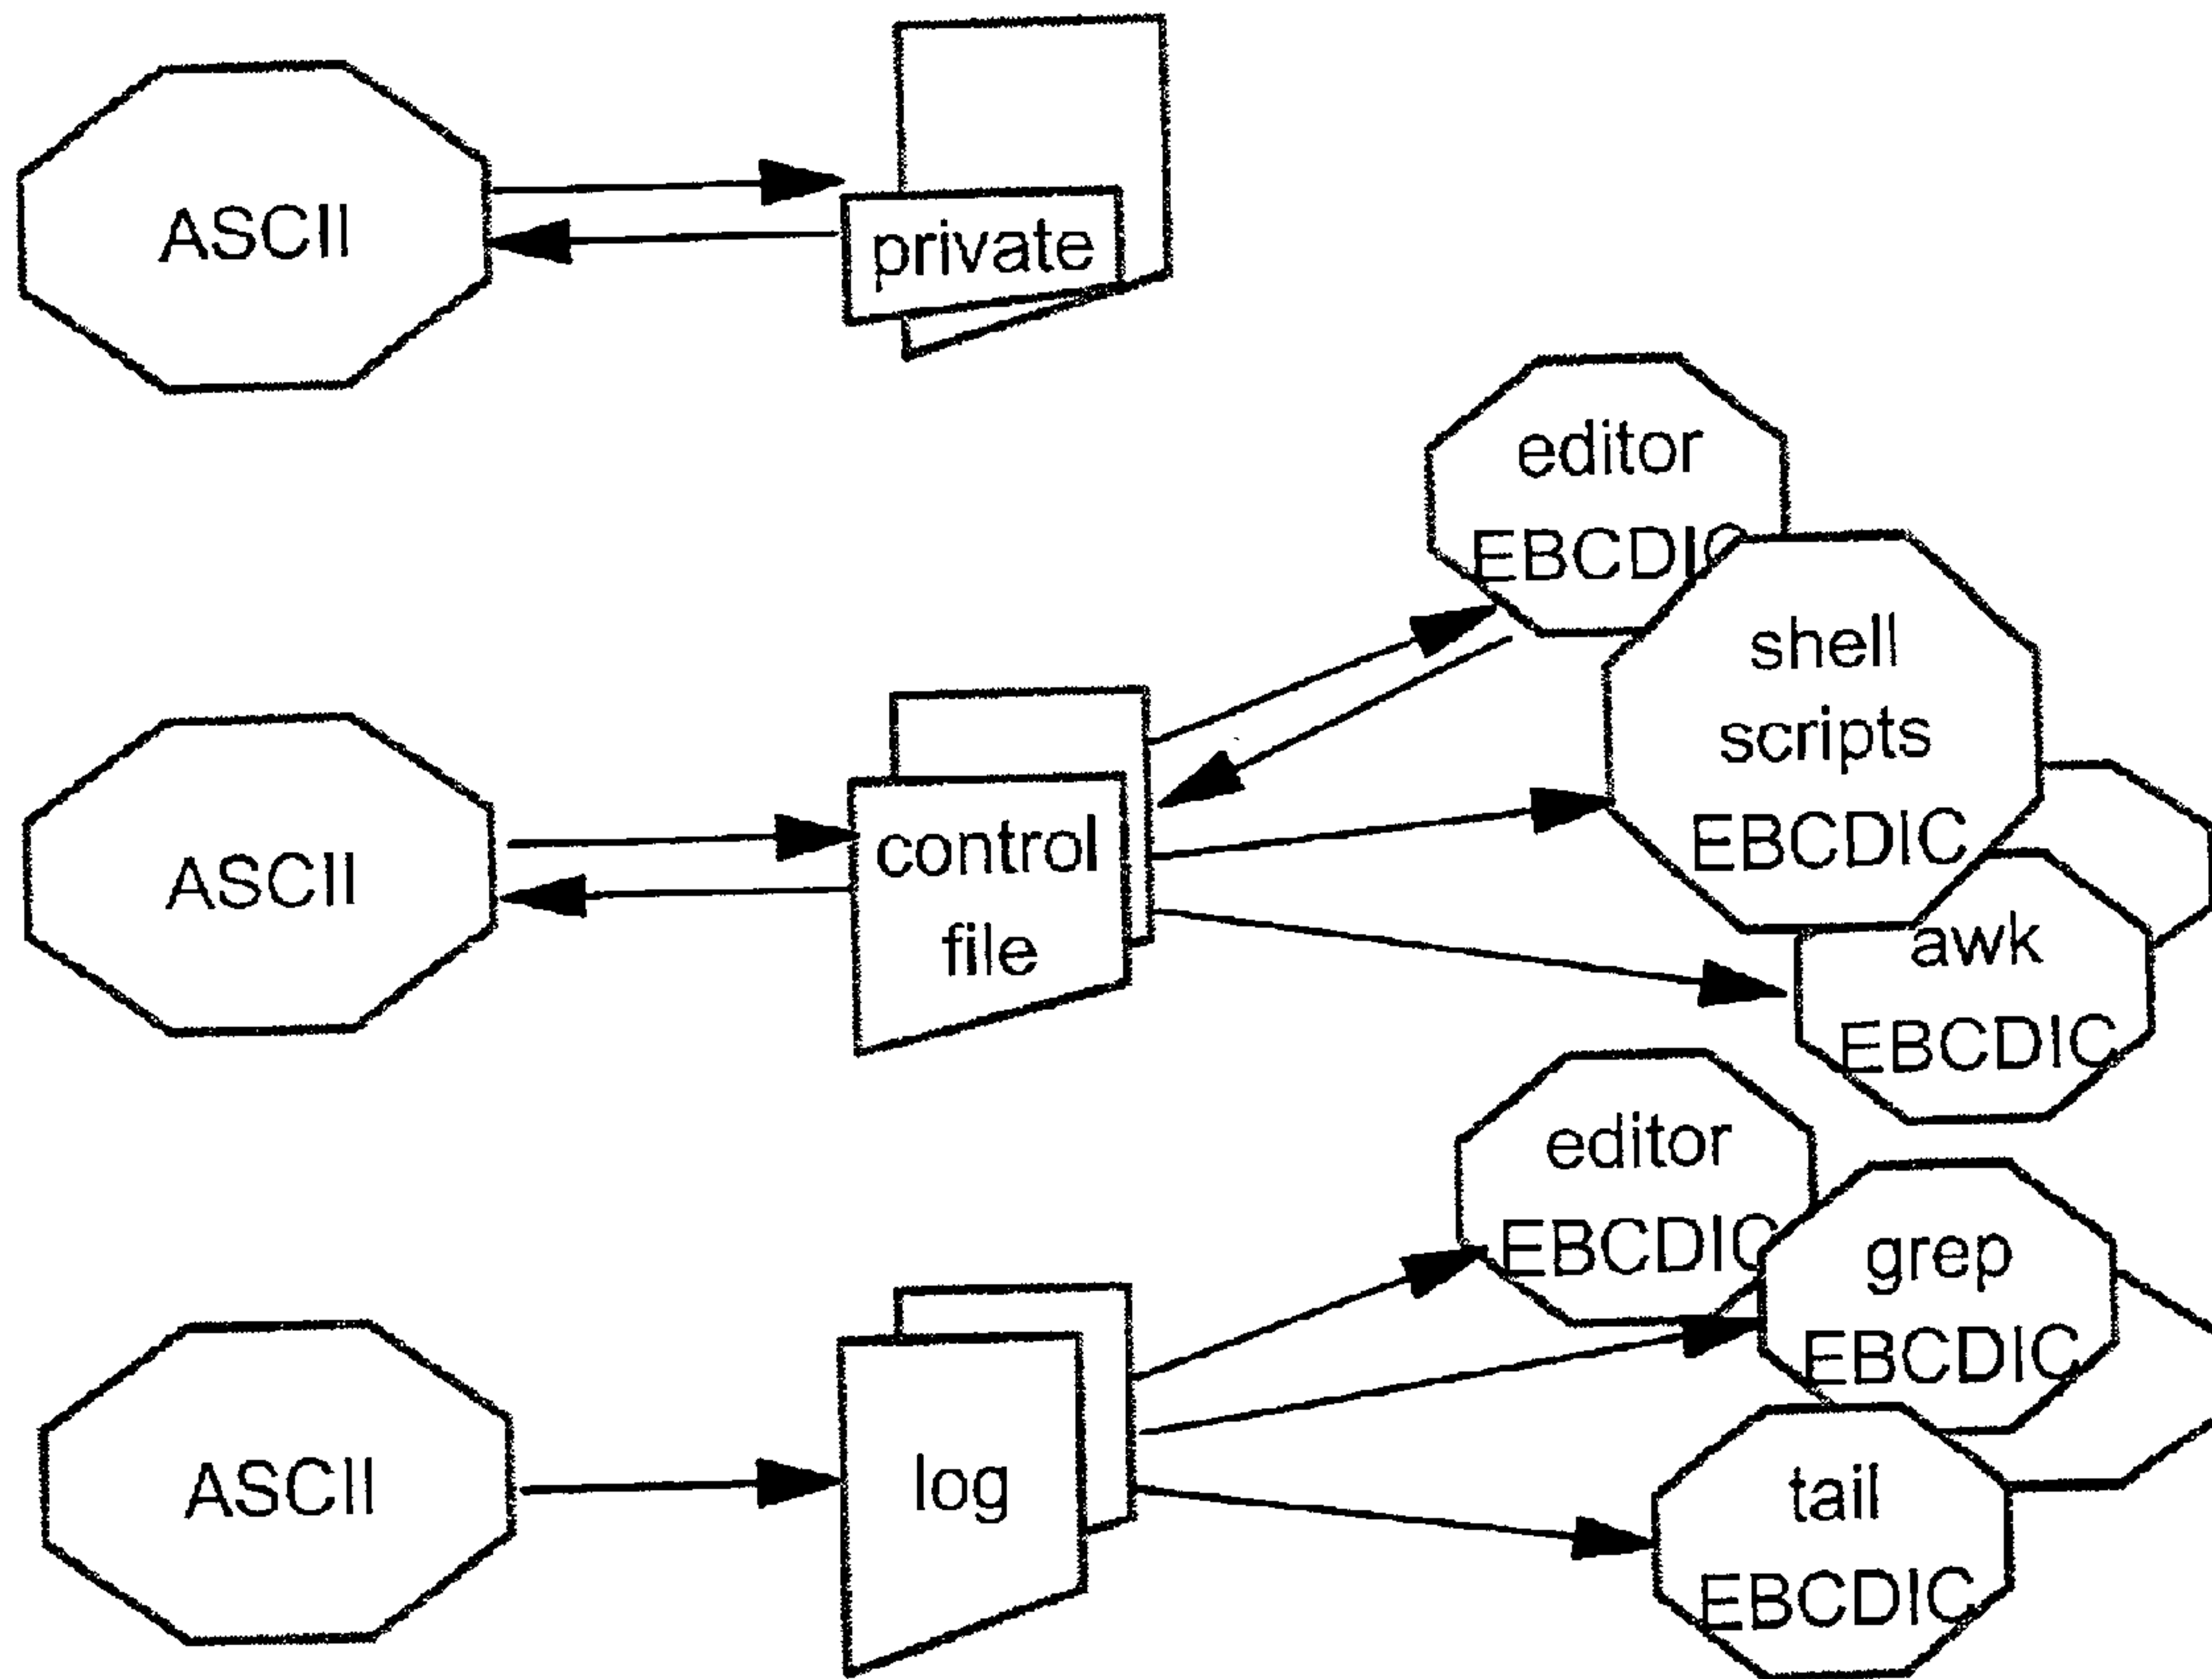 ASCII
private
ASCII
control
file
editor
EBCDIC
shell
scripts
EBCDIC
awk
EBCDIC
ASCII
log
editor
EBCDIC
grep
EBCDIC
tail
EBCDIC